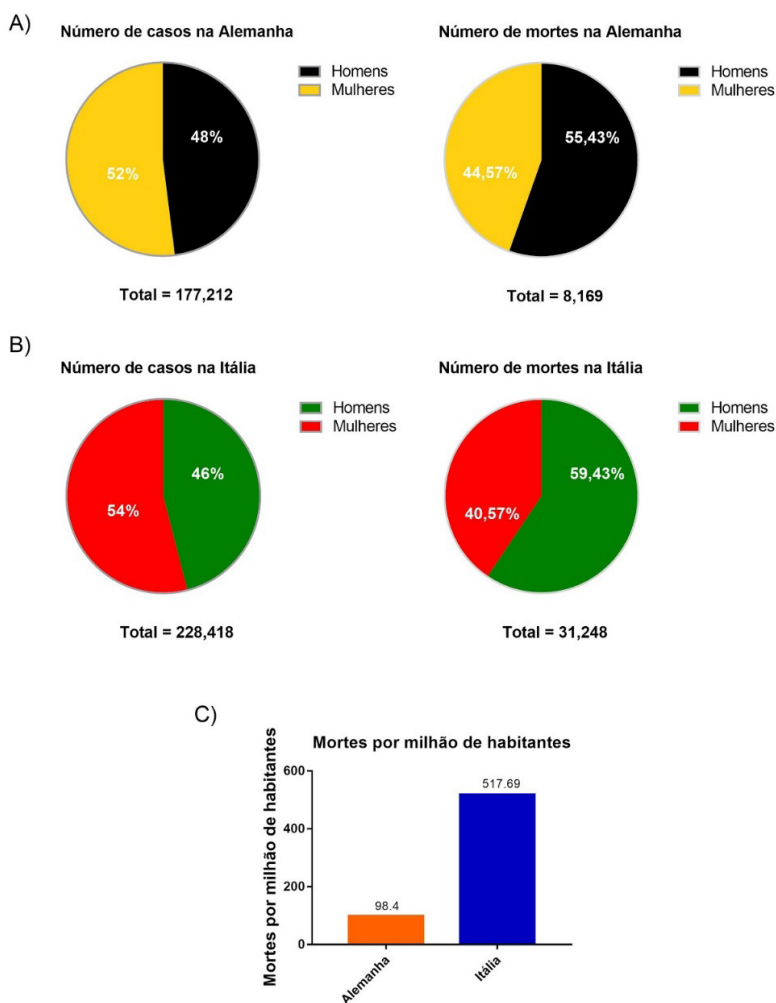 A)
Número de casos na Alemanha
Homens
Mulheres
48%
52%
Total = 177,212
Número de mortes na Alemanha
Homens
Mulheres
55,43%
44,57%
Total = 8,169
B)
Número de casos na Itália
Homens
Mulheres
46%
54%
Total = 228,418
Número de mortes na Itália
Homens
Mulheres
59,43%
40,57%
Total = 31,248
C)
Mortes por milhão de habitantes
Mortes por milhão de habitantes
600
400
200
0
98.4
517.69
Alemanha
Itália